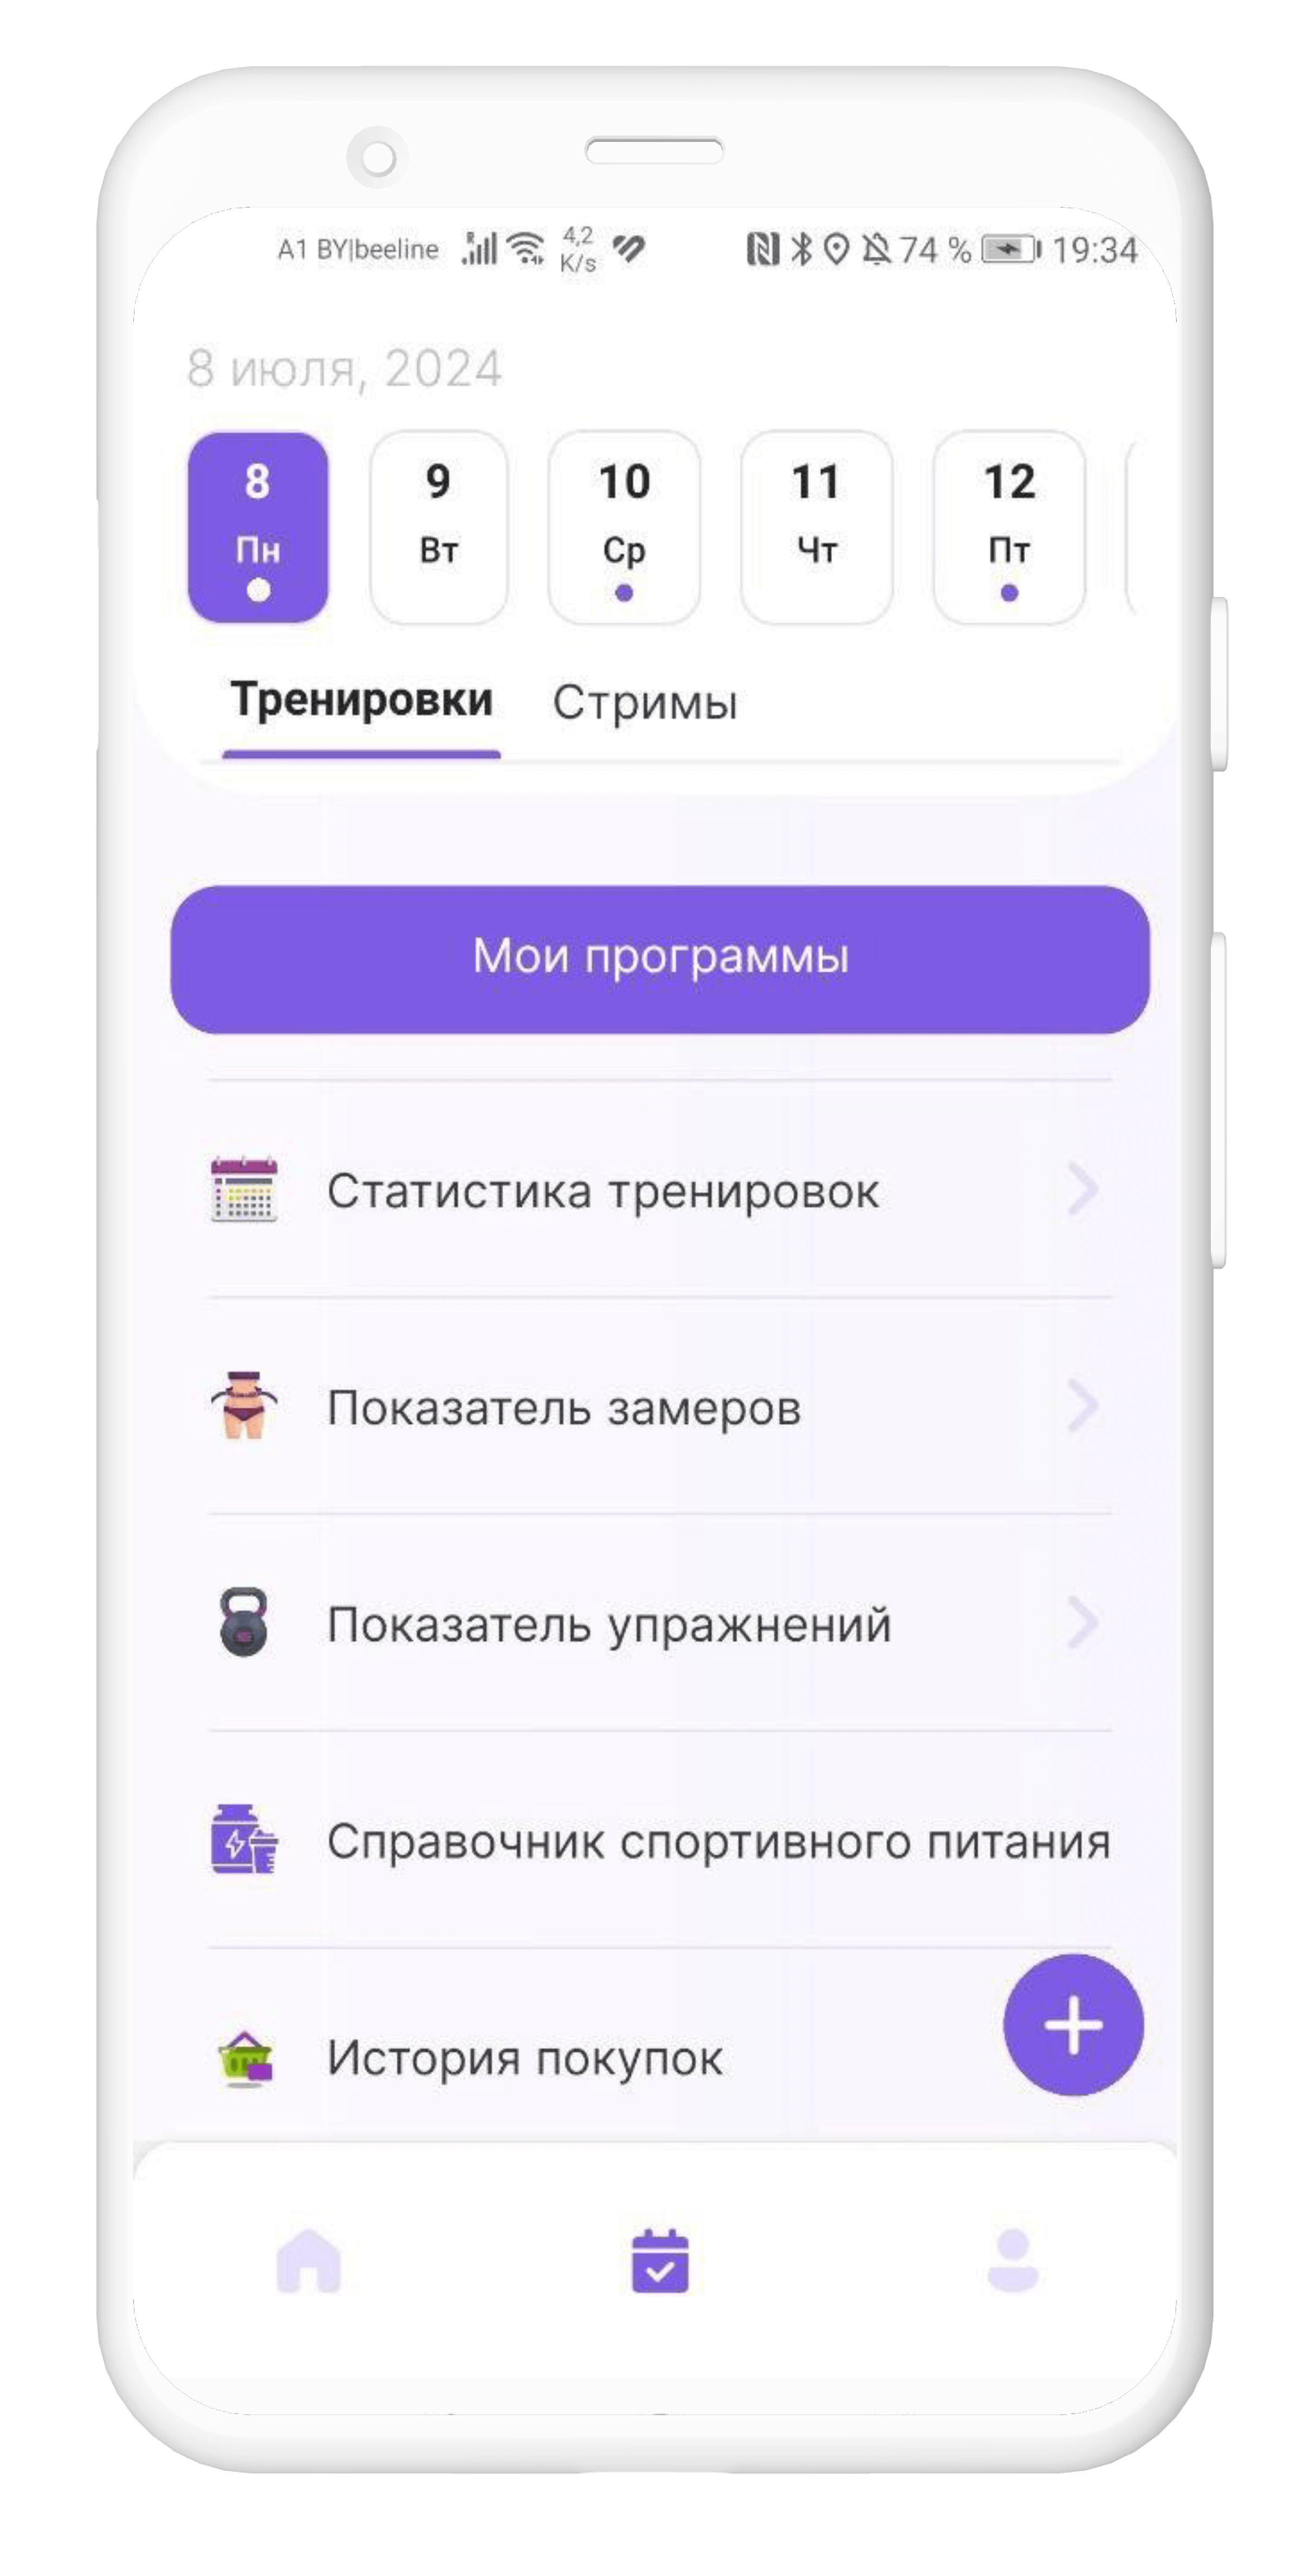 A1 BY|beeline 4,2 K/s 74 % 19:34
8 июля, 2024
8 9 10 11 12
Пн Вт Ср Чт Пт
Тренировки Стримы
Мои программы
Статистика тренировок
Показатель замеров
Показатель упражнений
Справочник спортивного питания
История покупок